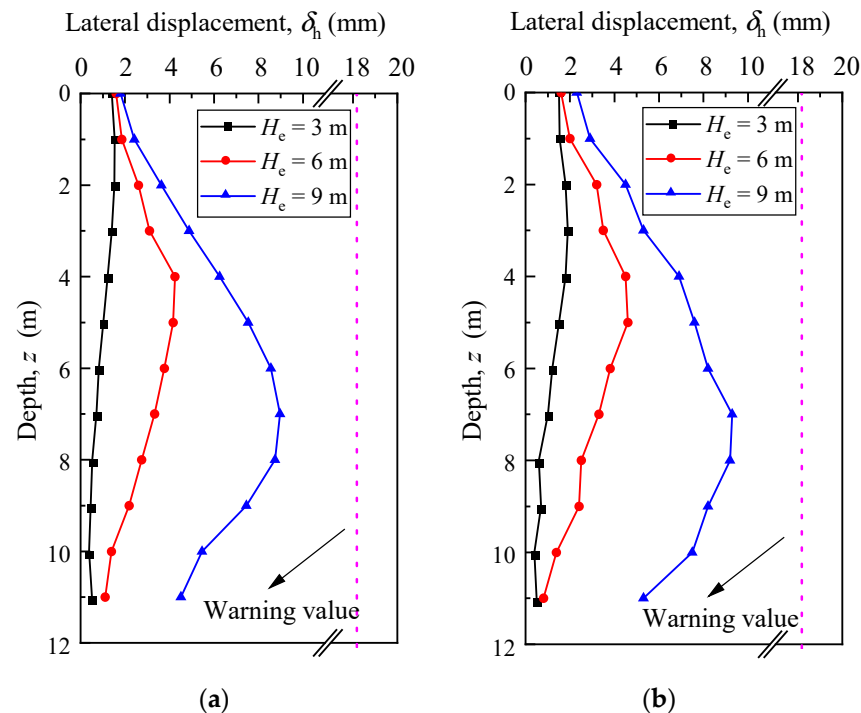 Lateral displacement, δh (mm)
0 2 4 6 8 10 18 20
0
2
4
6
8
10
12
Depth, z (m)
He = 3 m
He = 6 m
He = 9 m
Warning value
(a)
Lateral displacement, δh (mm)
0 2 4 6 8 10 18 20
0
2
4
6
8
10
12
Depth, z (m)
He = 3 m
He = 6 m
He = 9 m
Warning value
(b)